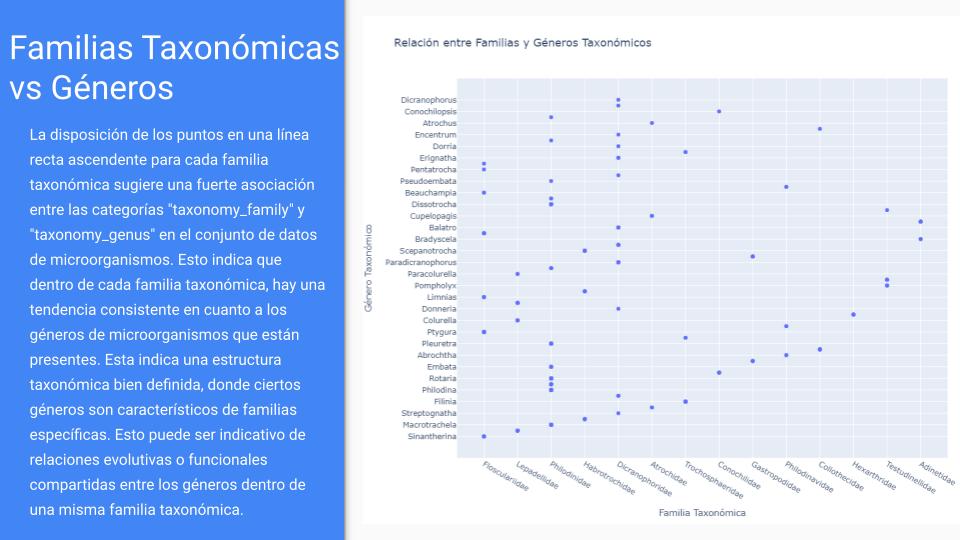 Familias Taxonómicas
vs Géneros
La disposición de los puntos en una línea
recta ascendente para cada familia
taxonómica sugiere una fuerte asociación
entre las categorías "taxonomy_family" y
"taxonomy_genus" en el conjunto de datos
de microorganismos. Esto indica que
dentro de cada familia taxonómica, hay una
tendencia consistente en cuanto a los
géneros de microorganismos que están
presentes. Esta indica una estructura
taxonómica bien definida, donde ciertos
géneros son característicos de familias
específicas. Esto puede ser indicativo de
relaciones evolutivas o funcionales
compartidas entre los géneros dentro de
una misma familia taxonómica.
Relación entre Familias y Géneros Taxonómicos
Género Taxonómico
Dicranophorus
Conochilopsis
Atrochus
Encentrum
Dorria
Erignatha
Pentatrocha
Pseudoembata
Beauchampia
Dissotrocha
Cupelopagis
Balatro
Bradyscela
Scepanotrocha
Paradicranophorus
Paracolurella
Pompholyx
Limnias
Donneria
Colurella
Ptygura
Pleuretra
Abrochtha
Embata
Rotaria
Philodina
Filinia
Streptognatha
Macrotrachela
Sinantherina
Flosculariidae
Lepadellidae
Philodinidae
Habrotrochidae
Dicranophoridae
Atrochidae
Trochosphaeridae
Conochilidae
Gastropodidae
Philodinavidae
Collothecidae
Hexarthridae
Testudinellidae
Adinetidae
Familia Taxonómica